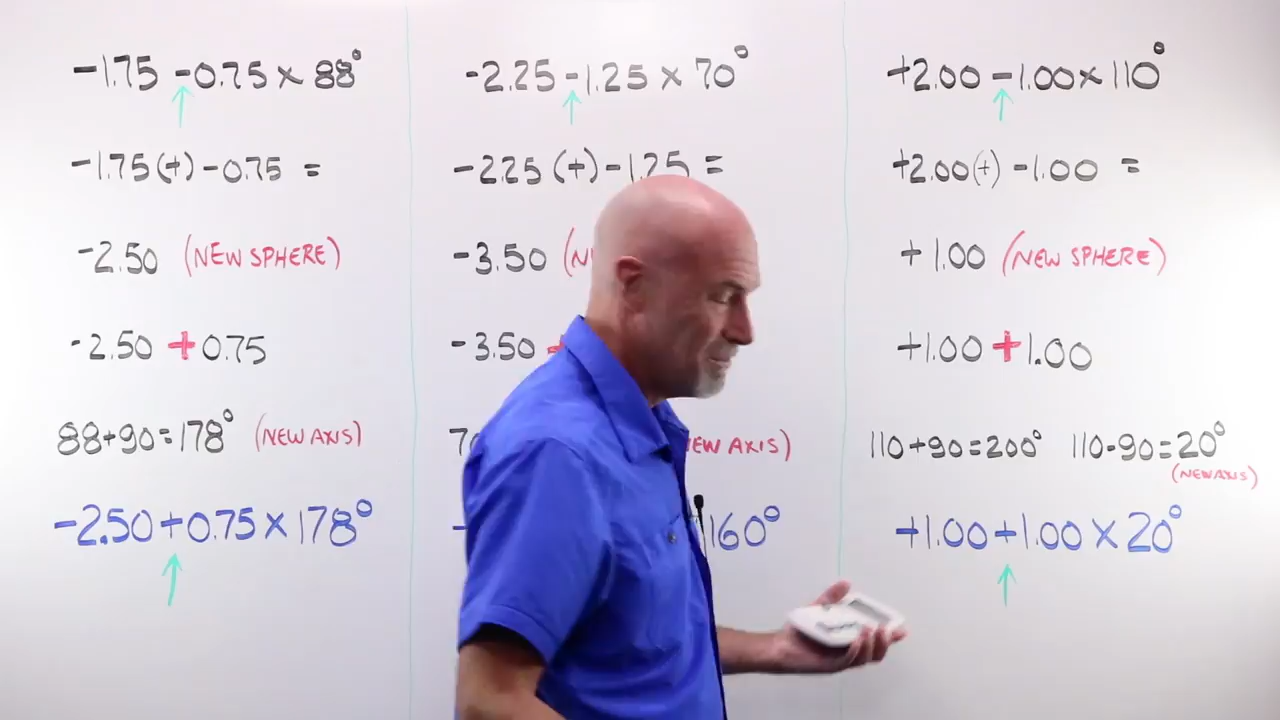 -1.75 -0.75 x 88°
-1.75 (+) -0.75 =
-2.50 (NEW SPHERE)
-2.50 + 0.75
88+90=178° (NEW AXIS)
-2.50 +0.75 x 178°
-2.25 -1.25 x 70°
-2.25 (+) -1.25 =
-3.50
-3.50
AXIS)
160°
+2.00 -1.00 x 110°
+2.00 (+) -1.00 =
+1.00 (NEW SPHERE)
+1.00 + 1.00
110+90=200° 110-90=20°
(NEW AXIS)
+1.00 +1.00 x 20°